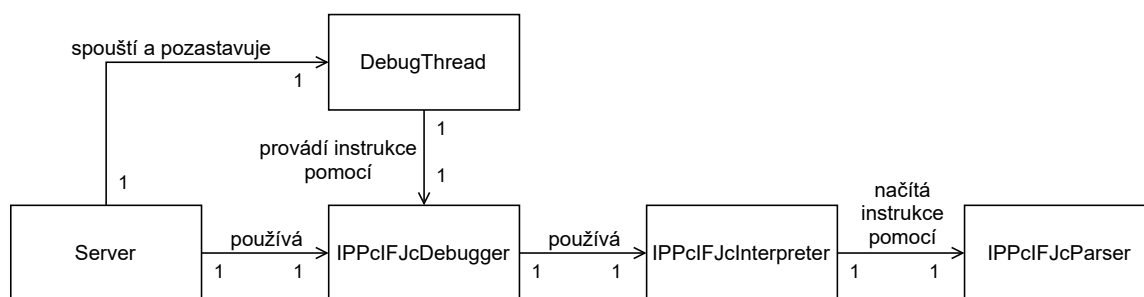 spouští a pozastavuje
1
DebugThread
1
provádí instrukce
pomocí
1
1
Server
používá
1
1
IPPcIFJcDebugger
používá
1
1
IPPcIFJcInterpreter
načítá
instrukce
pomocí
1
1
IPPcIFJcParser